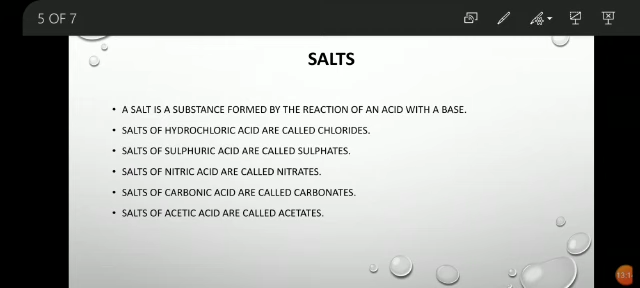 5 OF 7
SALTS
• A SALT IS A SUBSTANCE FORMED BY THE REACTION OF AN ACID WITH A BASE.
• SALTS OF HYDROCHLORIC ACID ARE CALLED CHLORIDES.
• SALTS OF SULPHURIC ACID ARE CALLED SULPHATES.
• SALTS OF NITRIC ACID ARE CALLED NITRATES.
• SALTS OF CARBONIC ACID ARE CALLED CARBONATES.
• SALTS OF ACETIC ACID ARE CALLED ACETATES.